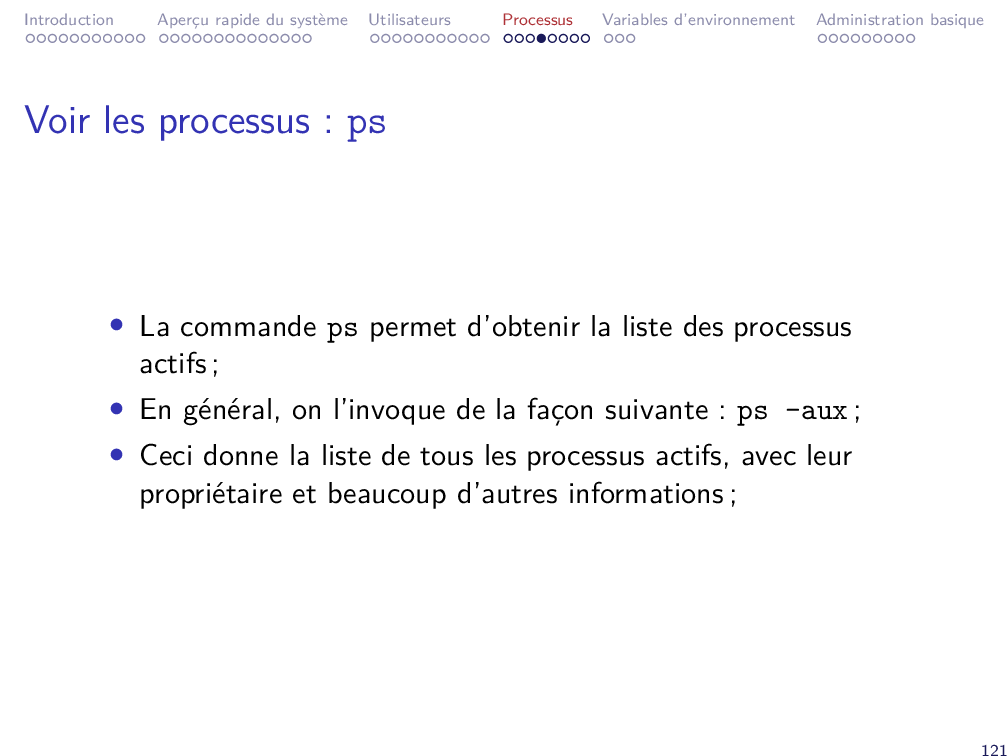 Introduction Aperçu rapide du système Utilisateurs Processus Variables d'environnement Administration basique
Voir les processus : ps
• La commande ps permet d'obtenir la liste des processus
actifs ;
• En général, on l'invoque de la façon suivante : ps -aux ;
• Ceci donne la liste de tous les processus actifs, avec leur
propriétaire et beaucoup d'autres informations ;
121